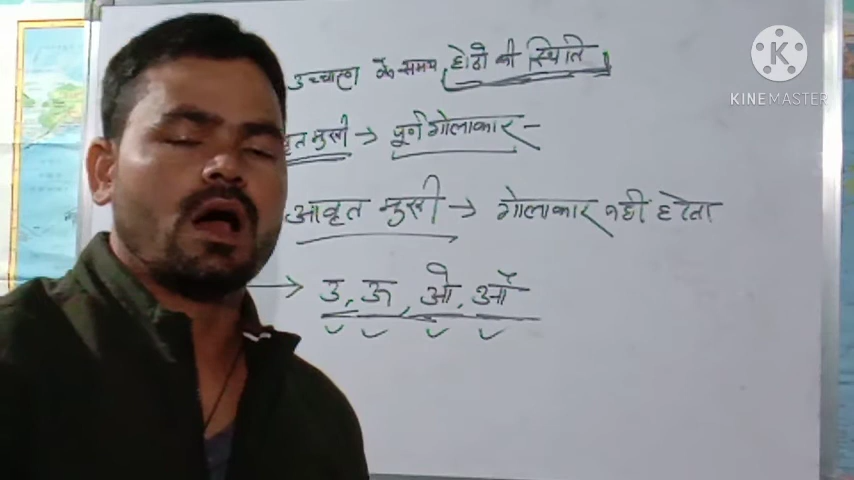 उच्चारण के समय होठो की स्थिति
KINEMASTER
मुखी → पूर्ण गोलाकार -
आवृत मुखी → गोलाकार नही होता
→ उ, ऊ, ओ, ऑ